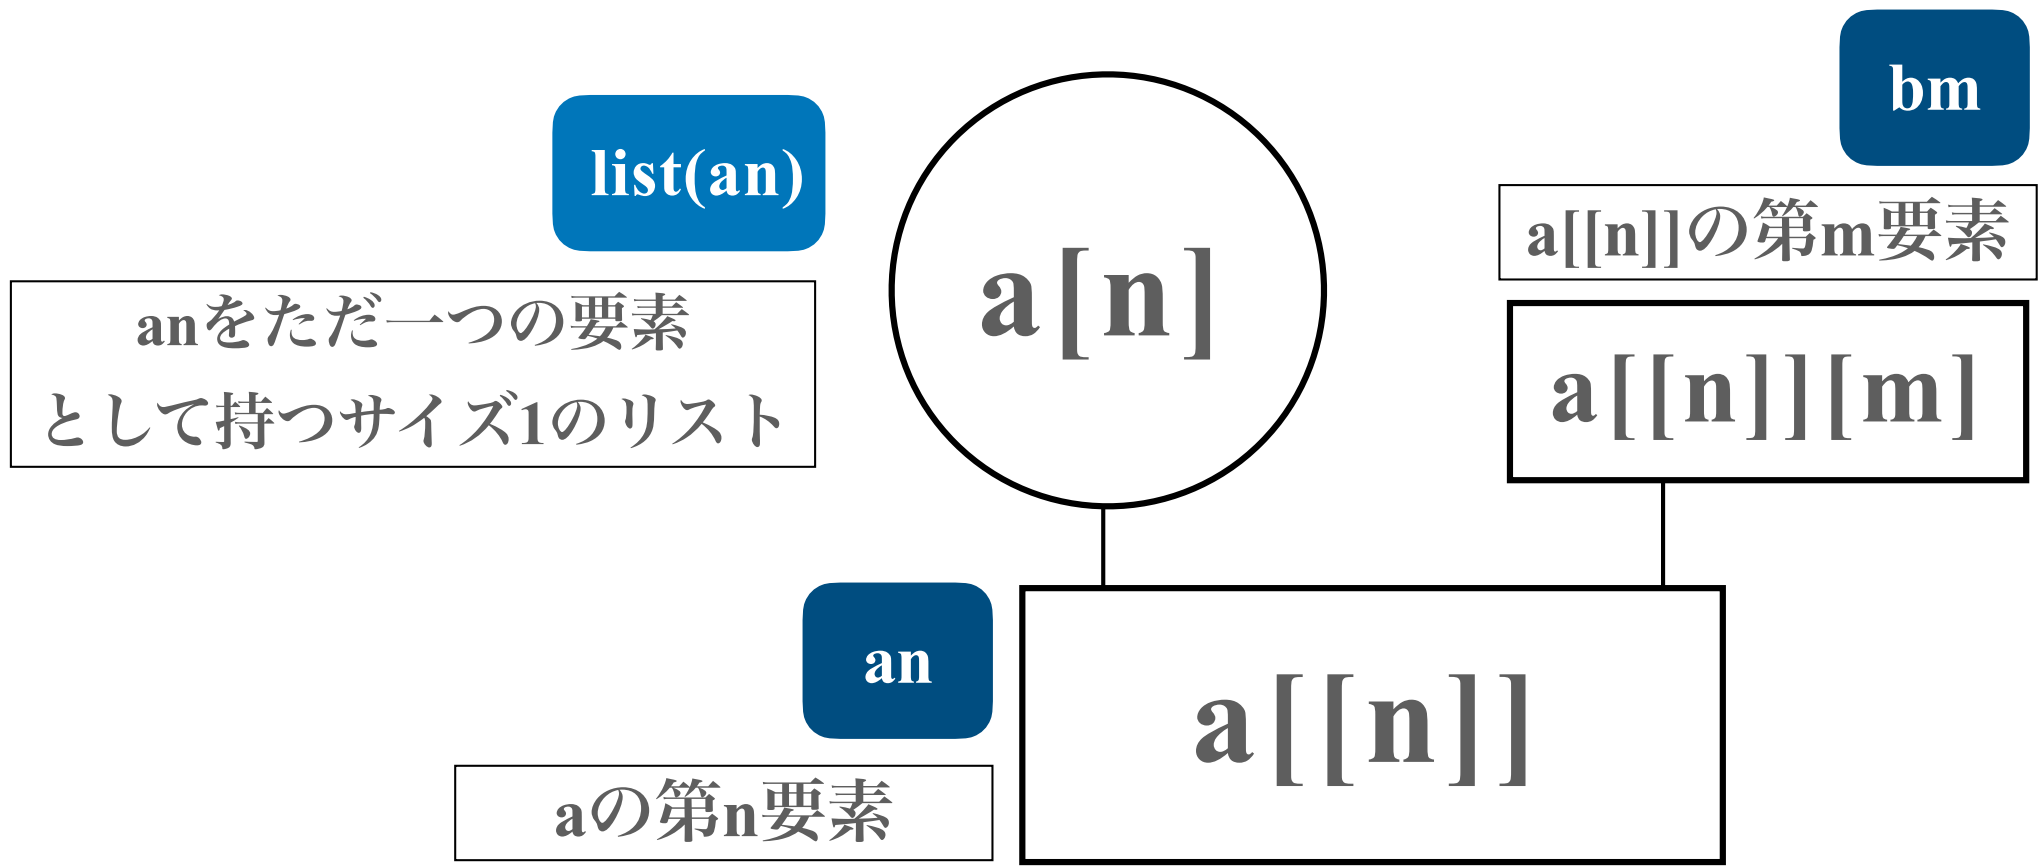 bm
list(an)
a[[n]]の第m要素
a[n]
anをただ一つの要素
として持つサイズ1のリスト
a[[n]][m]
an
a[[n]]
aの第n要素